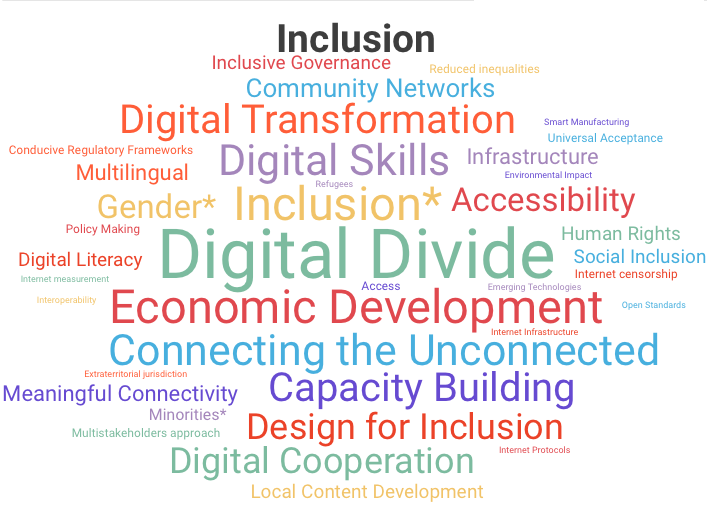 Inclusion
Inclusive Governance
Reduced inequalities
Community Networks
Digital Transformation
Smart Manufacturing
Universal Acceptance
Conducive Regulatory Frameworks
Digital Skills
Infrastructure
Multilingual
Environmental Impact
Refugees
Gender*
Inclusion*
Accessibility
Policy Making
Human Rights
Digital Divide
Digital Literacy
Social Inclusion
Internet censorship
Internet measurement
Access
Emerging Technologies
Interoperability
Economic Development
Open Standards
Internet Infrastructure
Connecting the Unconnected
Extraterritorial jurisdiction
Meaningful Connectivity
Capacity Building
Minorities*
Design for Inclusion
Multistakeholders approach
Internet Protocols
Digital Cooperation
Local Content Development